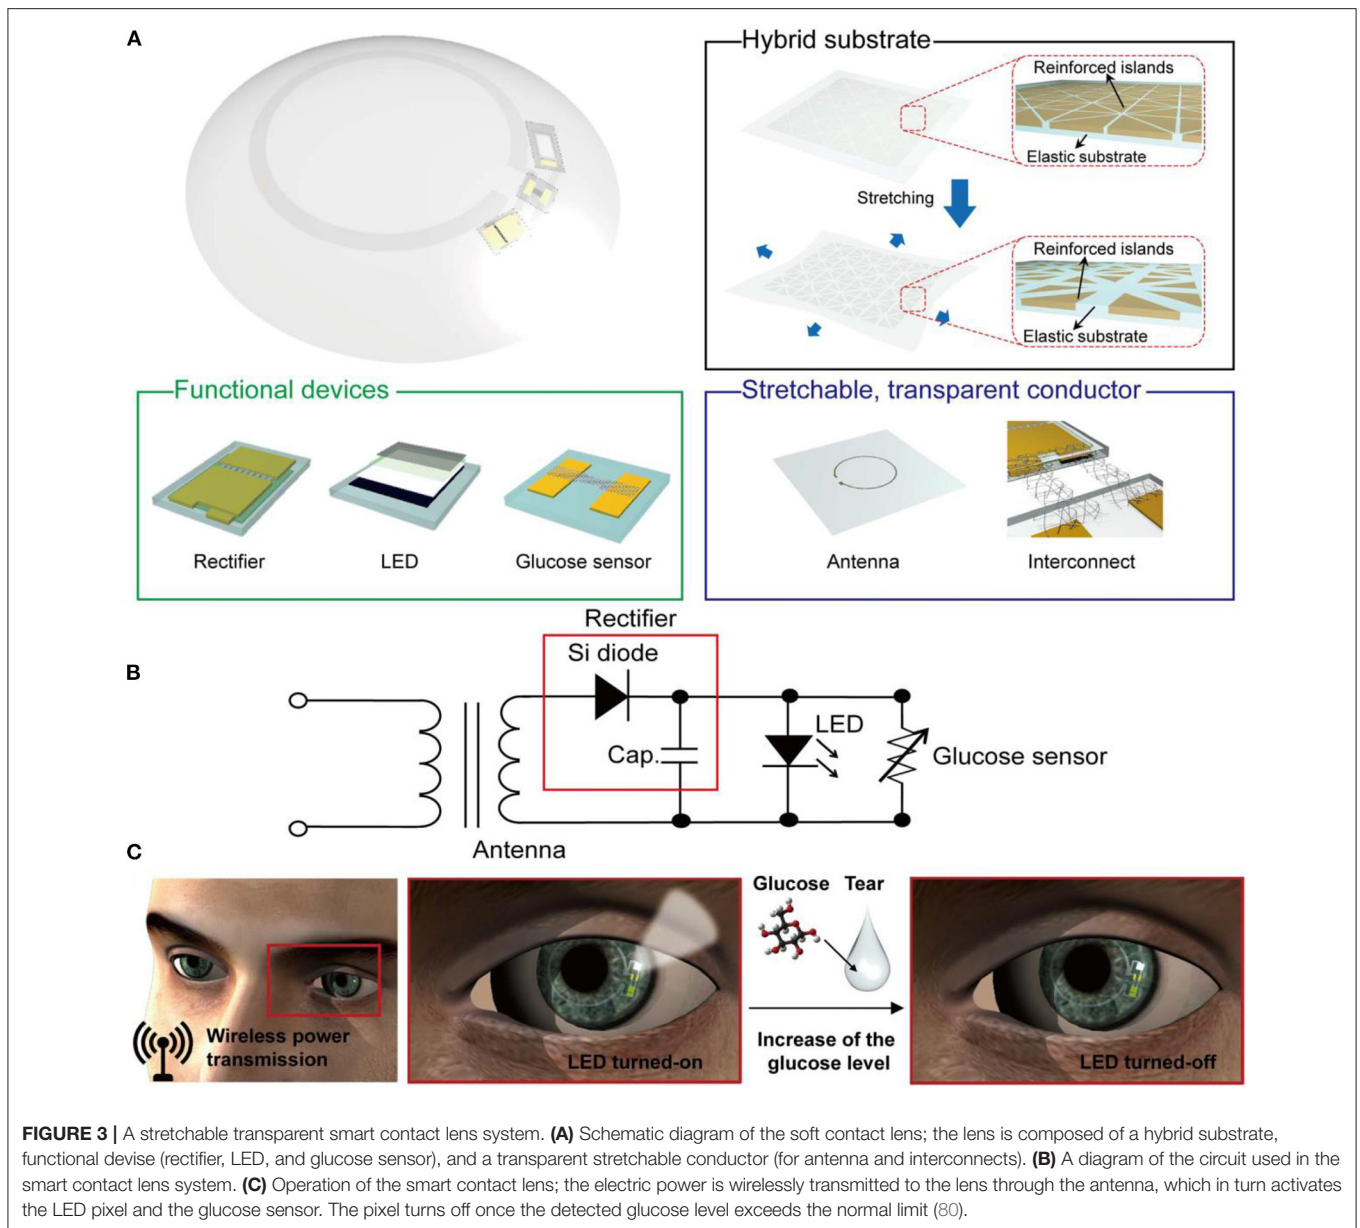 A
Hybrid substrate
Reinforced islands
Elastic substrate
Stretching
Reinforced islands
Elastic substrate
Functional devices
Rectifier
LED
Glucose sensor
Stretchable, transparent conductor
Antenna
Interconnect
B
Rectifier
Si diode
Cap.
LED
Glucose sensor
Antenna
C
Wireless power
transmission
LED turned-on
Glucose
Tear
Increase of the
glucose level
LED turned-off
FIGURE 3 | A stretchable transparent smart contact lens system. (A) Schematic diagram of the soft contact lens; the lens is composed of a hybrid substrate,
functional devise (rectifier, LED, and glucose sensor), and a transparent stretchable conductor (for antenna and interconnects). (B) A diagram of the circuit used in the
smart contact lens system. (C) Operation of the smart contact lens; the electric power is wirelessly transmitted to the lens through the antenna, which in turn activates
the LED pixel and the glucose sensor. The pixel turns off once the detected glucose level exceeds the normal limit (80).